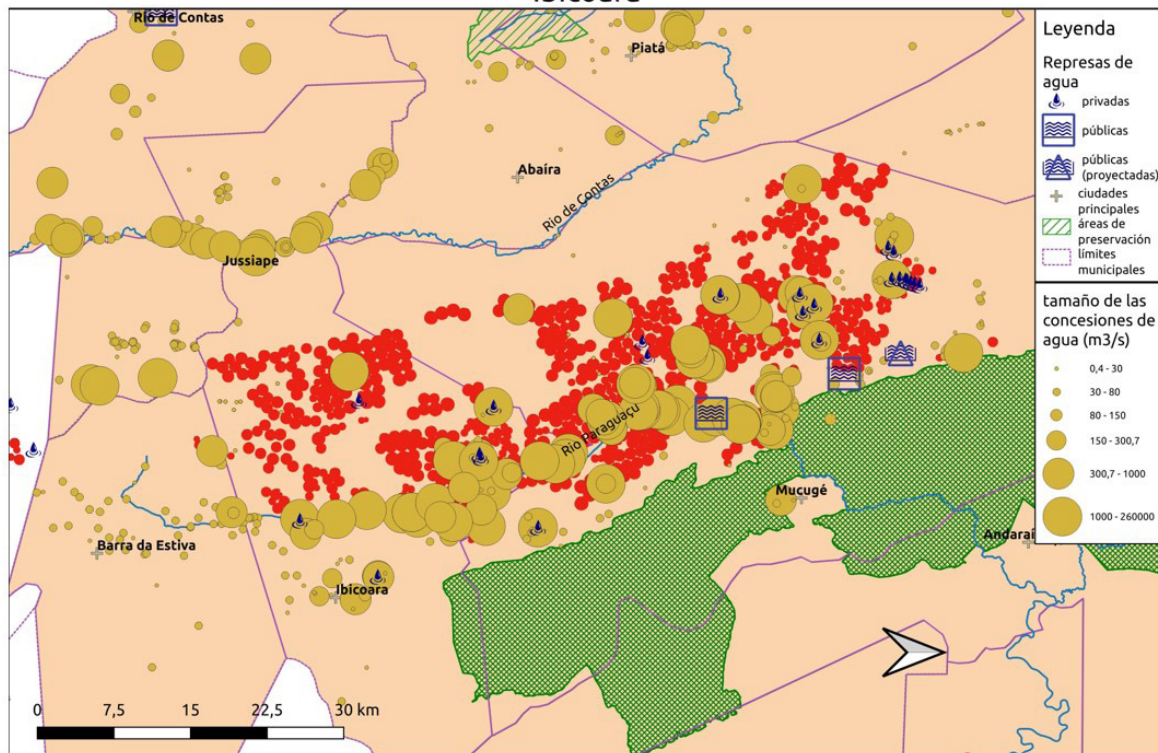 Ibicoara
Rio de Contas
Piatá
Abaíra
Rio de Contas
Jussiape
Rio Paraguaçu
Mucugé
Andaraí
Barra da Estiva
Ibicoara
0 7,5 15 22,5 30 km
Leyenda
Represas de
agua
privadas
públicas
públicas
(proyectadas)
ciudades
principales
áreas de
preservación
límites
municipales
tamaño de las
concesiones de
agua (m3/s)
0,4 - 30
30 - 80
80 - 150
150 - 300,7
300,7 - 1000
1000 - 260000